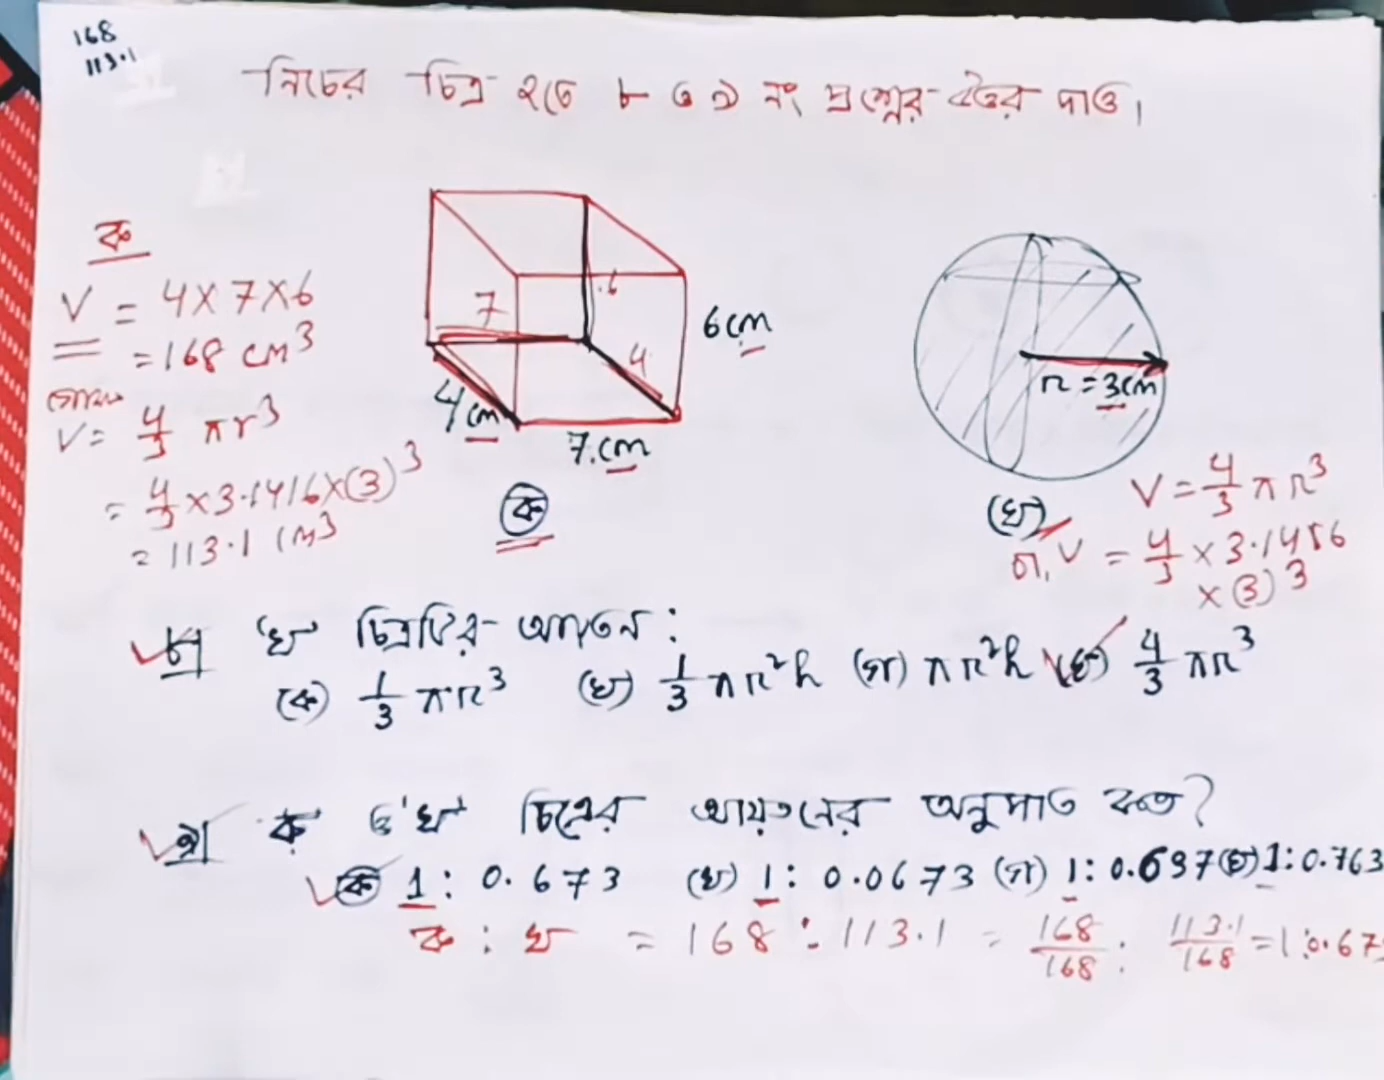 168
113.1
নিচের চিত্র হতে ৮ ও ৯ নং প্রশ্নের উত্তর দাও।
ক
V = 4×7×6
= 168 cm³
গোলক
V = 4/3 πr³
= 4/3 ×3.1416×(3)³
= 113.1 cm³
7
6
4
6cm
4cm
7.cm
(ক)
r = 3cm
(খ)
V = 4/3 πr³
বা, V = 4/3 × 3.1416
×(3)³
৮। 'খ' চিত্রটির আয়তন:
(ক) 1/3 πr³ (খ) 1/3 πr²h (গ) πr²h (ঘ) 4/3 πr³
৯। ক ও 'খ' চিত্রের আয়তনের অনুপাত কত?
(ক) 1: 0.673 (খ) 1: 0.0673 (গ) 1: 0.637 (ঘ) 1:0.763
ক : খ = 168 : 113.1 = 168/168 : 113.1/168 = 1:0.673